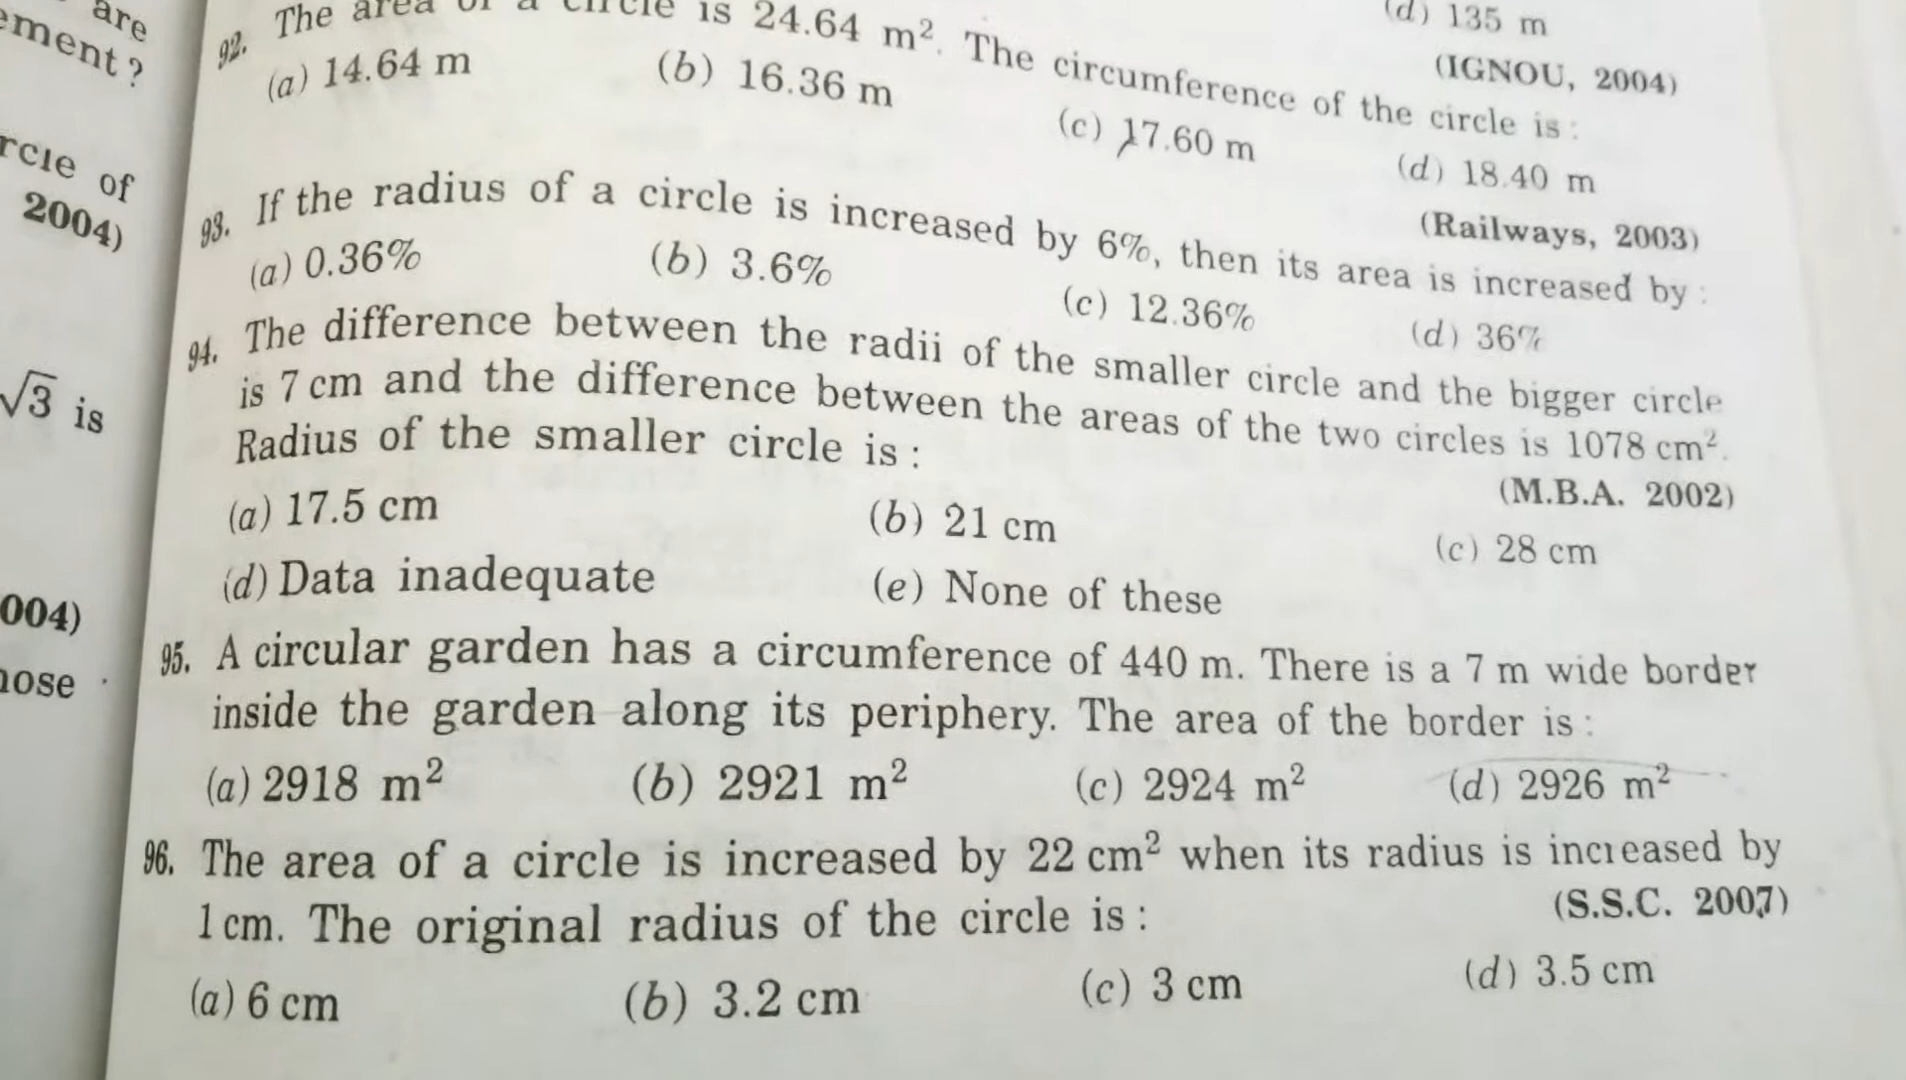 are
ement ?
rcle of
2004)
√3 is
004)
nose
(d) 135 m
(IGNOU, 2004)
92. The area of a circle is 24.64 m². The circumference of the circle is :
(a) 14.64 m (b) 16.36 m (c) 17.60 m (d) 18.40 m
(Railways, 2003)
93. If the radius of a circle is increased by 6%, then its area is increased by :
(a) 0.36% (b) 3.6% (c) 12.36% (d) 36%
94. The difference between the radii of the smaller circle and the bigger circle
is 7 cm and the difference between the areas of the two circles is 1078 cm².
Radius of the smaller circle is :
(M.B.A. 2002)
(a) 17.5 cm (b) 21 cm (c) 28 cm
(d) Data inadequate (e) None of these
95. A circular garden has a circumference of 440 m. There is a 7 m wide border
inside the garden along its periphery. The area of the border is :
(a) 2918 m² (b) 2921 m² (c) 2924 m² (d) 2926 m²
96. The area of a circle is increased by 22 cm² when its radius is increased by
1 cm. The original radius of the circle is :
(S.S.C. 2007)
(a) 6 cm (b) 3.2 cm (c) 3 cm (d) 3.5 cm